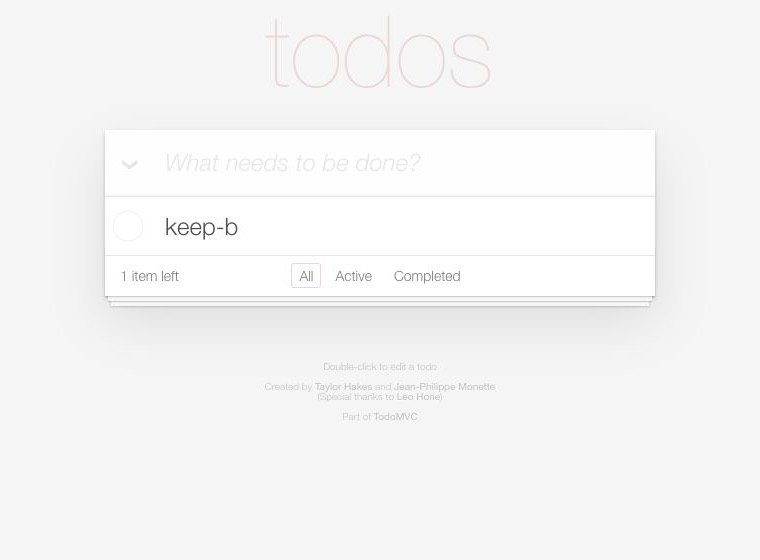 todos
What needs to be done?
keep-b
1 item left All Active Completed
Double-click to edit a todo
Created by Taylor Hakes and Jean-Philippe Monette
(Special thanks to Leo Horie)
Part of TodoMVC